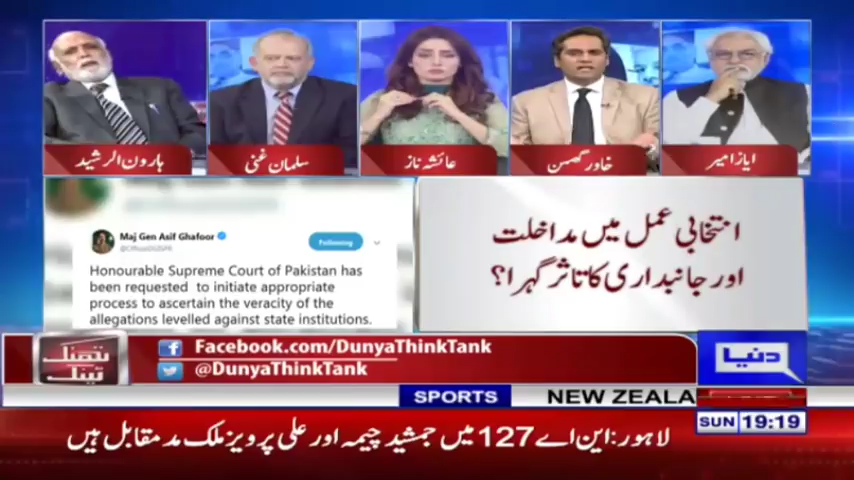 ہارون الرشید
سلمان غنی
عائشہ ناز
خاور گھمن
ایاز امیر
Maj Gen Asif Ghafoor
@OfficialDGISPR
Following
Honourable Supreme Court of Pakistan has
been requested to initiate appropriate
process to ascertain the veracity of the
allegations levelled against state institutions.
انتخابی عمل میں مداخلت
اور جانبداری کا تاثر گہرا؟
تھنک
ٹینک
Facebook.com/DunyaThinkTank
@DunyaThinkTank
دنیا
SPORTS
NEW ZEALA
SUN 19:19
لاہور: این اے 127 میں جمشید چیمہ اور علی پرویز ملک مدمقابل ہیں